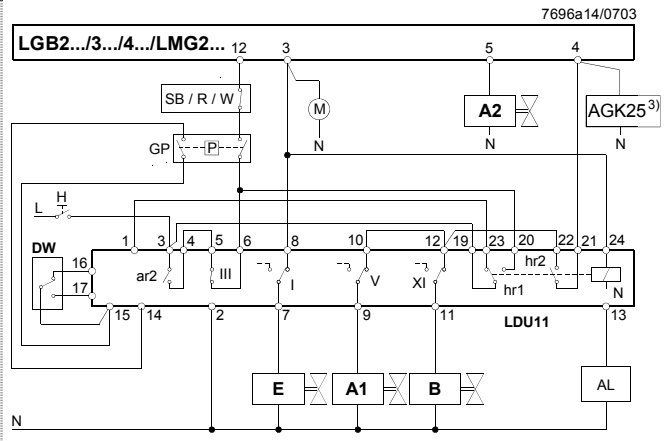 7696a14/0703
LGB2.../3.../4.../LMG2... 12 3 5 4
SB / R / W M A2 AGK25³⁾
N N N
GP P
L H
DW 1 3 4 5 6 8 10 12 19 23 20 22 21 24
16 ar2 III I V XI hr2
17 hr1 N
15 14 2 7 9 11 LDU11 13
E A1 B AL
N